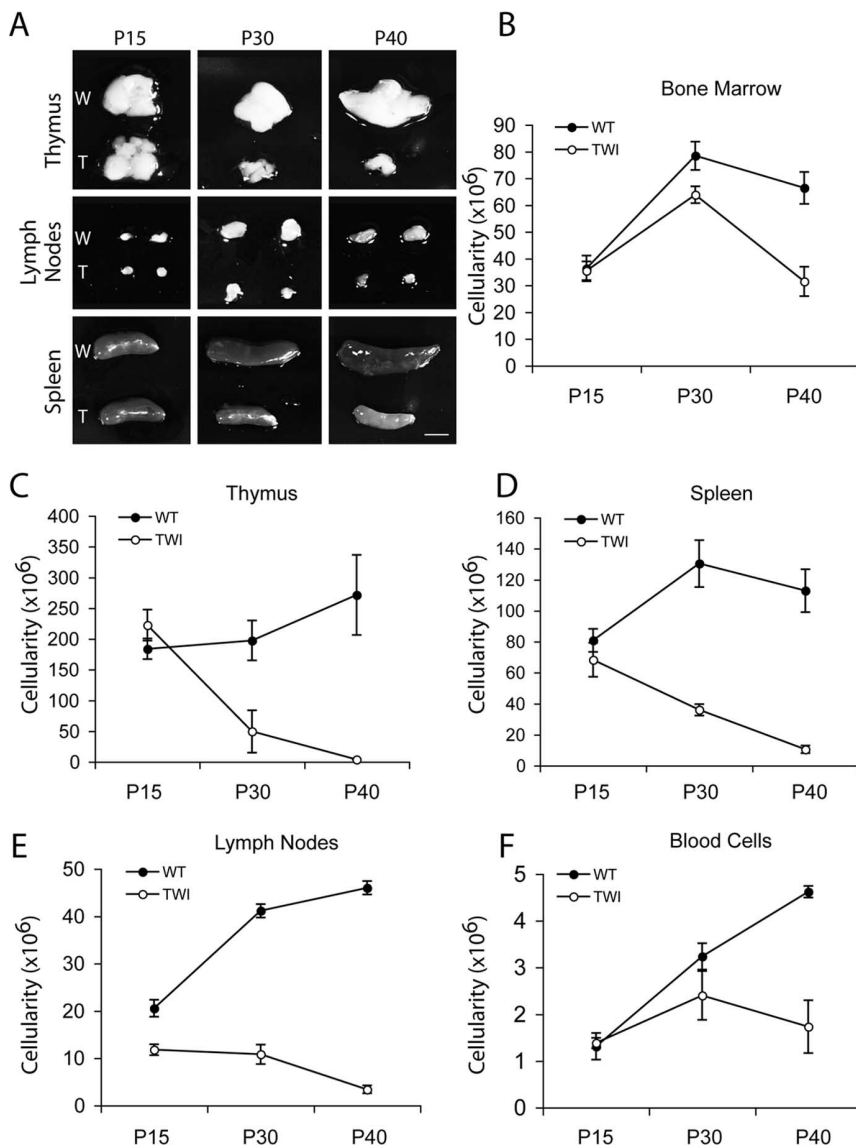 A
P15 P30 P40
Thymus
W
T
Lymph
Nodes
W
T
Spleen
W
T
B
Bone Marrow
WT
TWI
Cellularity (x10⁶)
90
80
70
60
50
40
30
20
10
0
P15 P30 P40
C
Thymus
WT
TWI
Cellularity (x10⁶)
400
350
300
250
200
150
100
50
0
P15 P30 P40
D
Spleen
WT
TWI
Cellularity (x10⁶)
160
140
120
100
80
60
40
20
0
P15 P30 P40
E
Lymph Nodes
WT
TWI
Cellularity (x10⁶)
50
40
30
20
10
0
P15 P30 P40
F
Blood Cells
WT
TWI
Cellularity (x10⁶)
5
4
3
2
1
0
P15 P30 P40